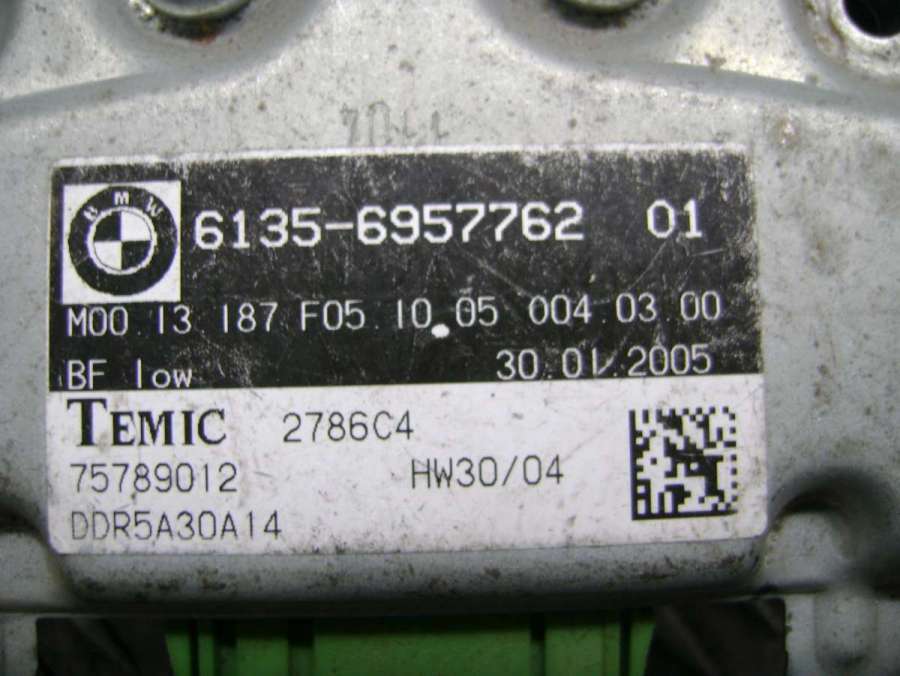 BMW
6135-6957762 01
M00 13 187 F05 10.05 004 03 00
BF low 30.01.2005
TEMIC 2786C4
75789012 HW30/04
DDR5A30A14